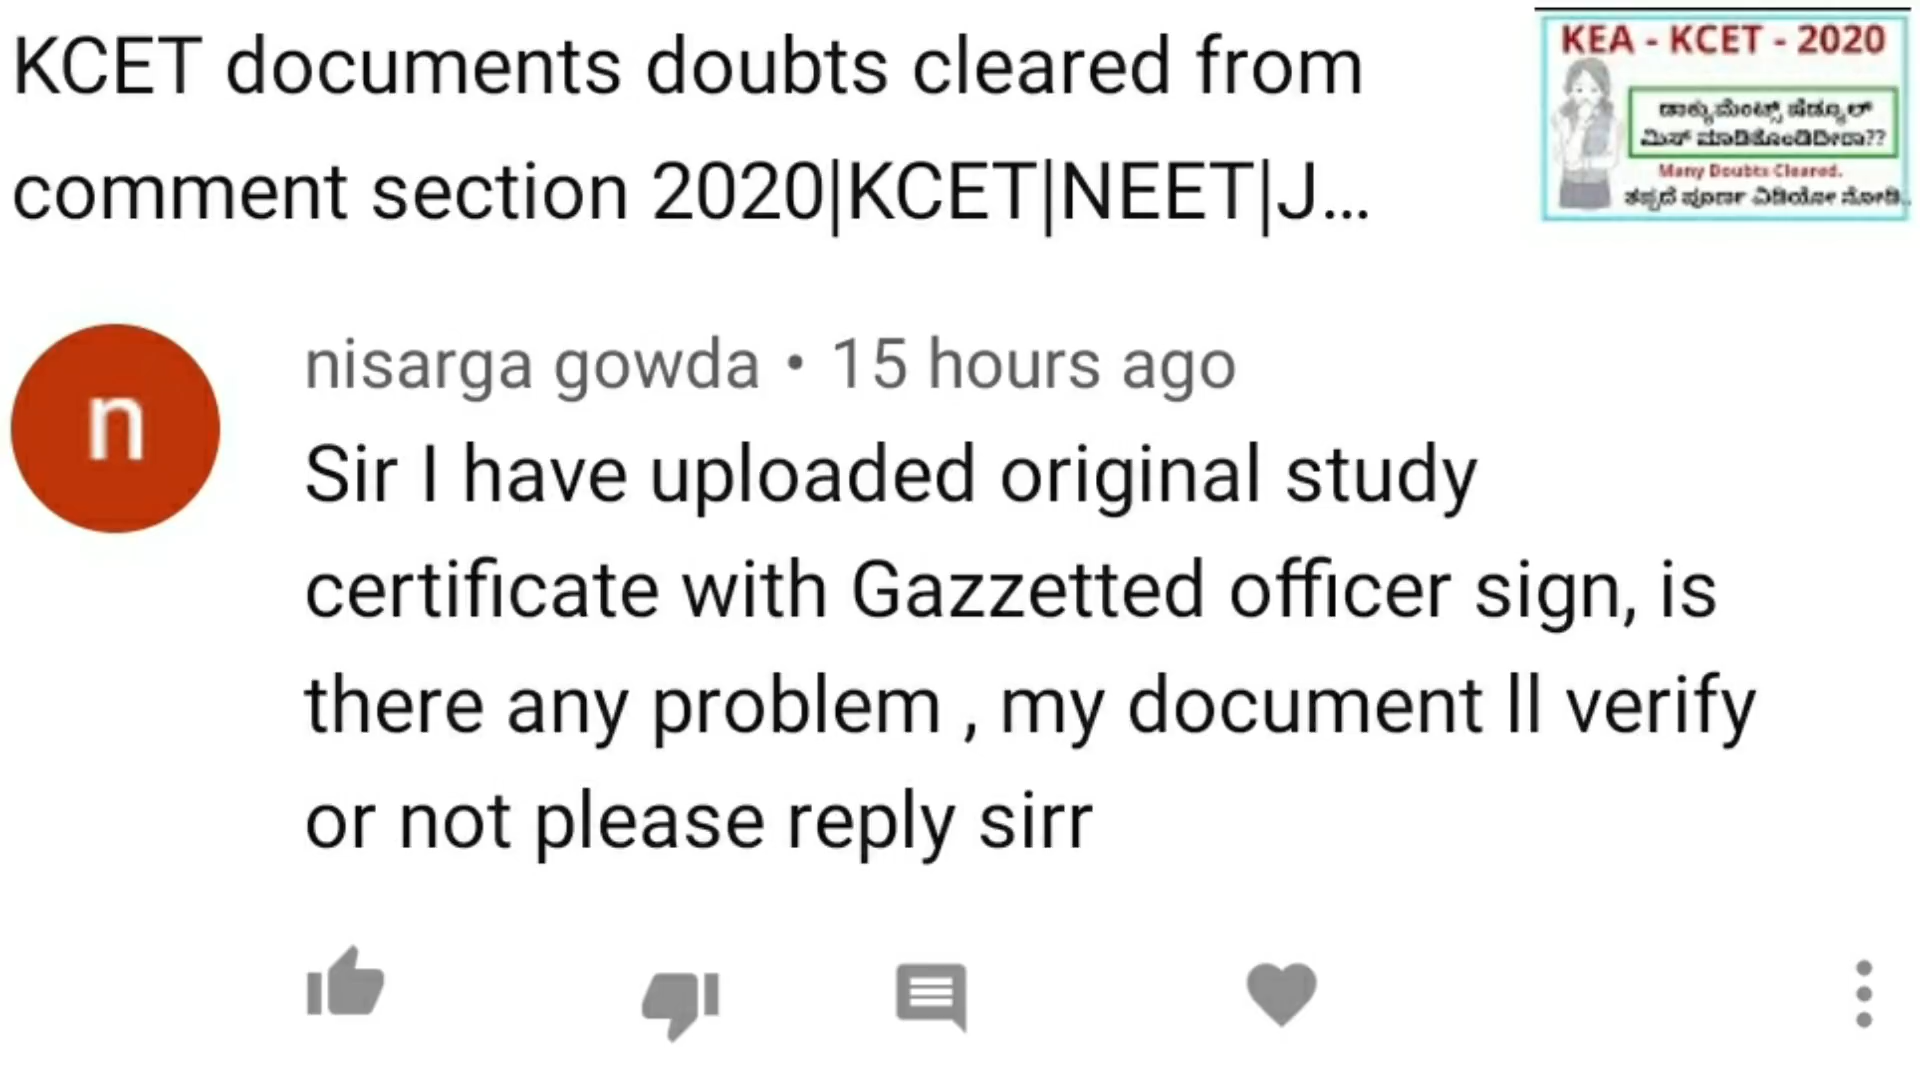 KCET documents doubts cleared from
comment section 2020|KCET|NEET|J...
KEA - KCET - 2020
ಡಾಕ್ಯುಮೆಂಟ್ಸ್ ಶೆಡ್ಯೂಲ್
ಮಿಸ್ ಮಾಡಿಕೊಂಡಿದೀರಾ??
Many Doubts Cleared.
ತಪ್ಪದೆ ಪೂರ್ಣ ವಿಡಿಯೋ ನೋಡಿ..
n
nisarga gowda • 15 hours ago
Sir I have uploaded original study
certificate with Gazzetted officer sign, is
there any problem , my document ll verify
or not please reply sirr